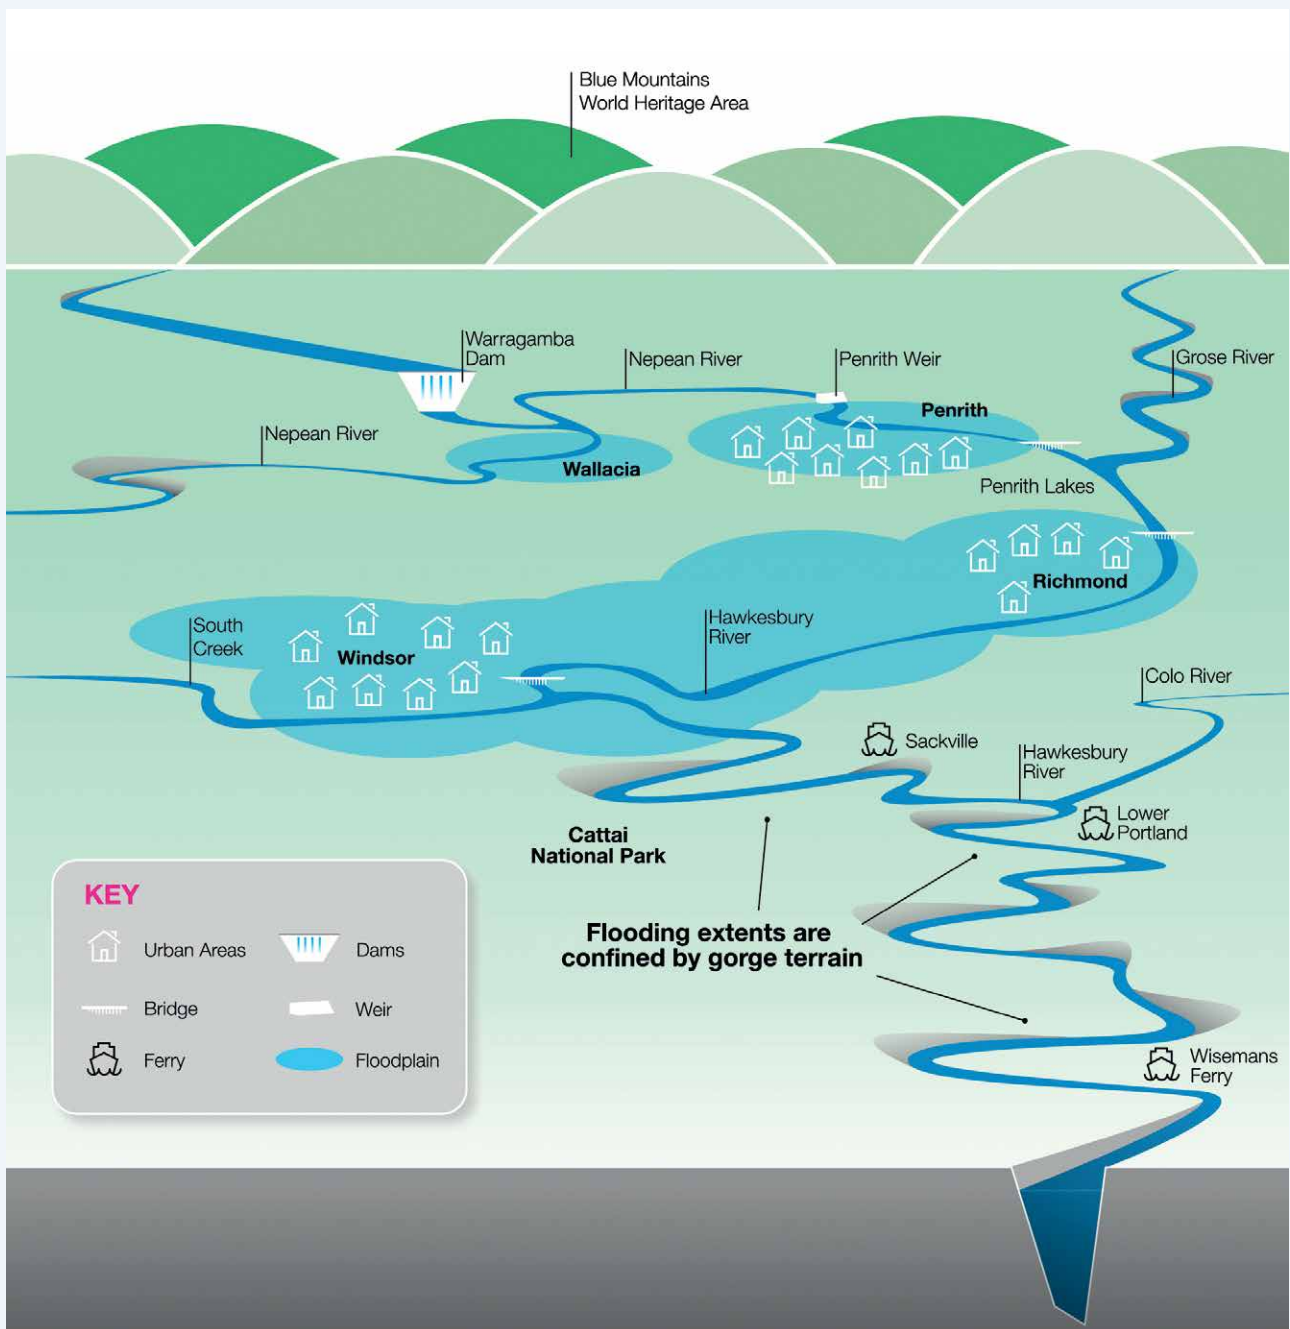 Blue Mountains
World Heritage Area
Warragamba
Dam
Nepean River
Penrith Weir
Grose River
Penrith
Nepean River
Wallacia
Penrith Lakes
Richmond
South
Creek
Hawkesbury
River
Windsor
Colo River
Sackville
Hawkesbury
River
Lower
Portland
Cattai
National Park
Flooding extents are
confined by gorge terrain
Wisemans
Ferry
KEY
Urban Areas
Dams
Bridge
Weir
Ferry
Floodplain